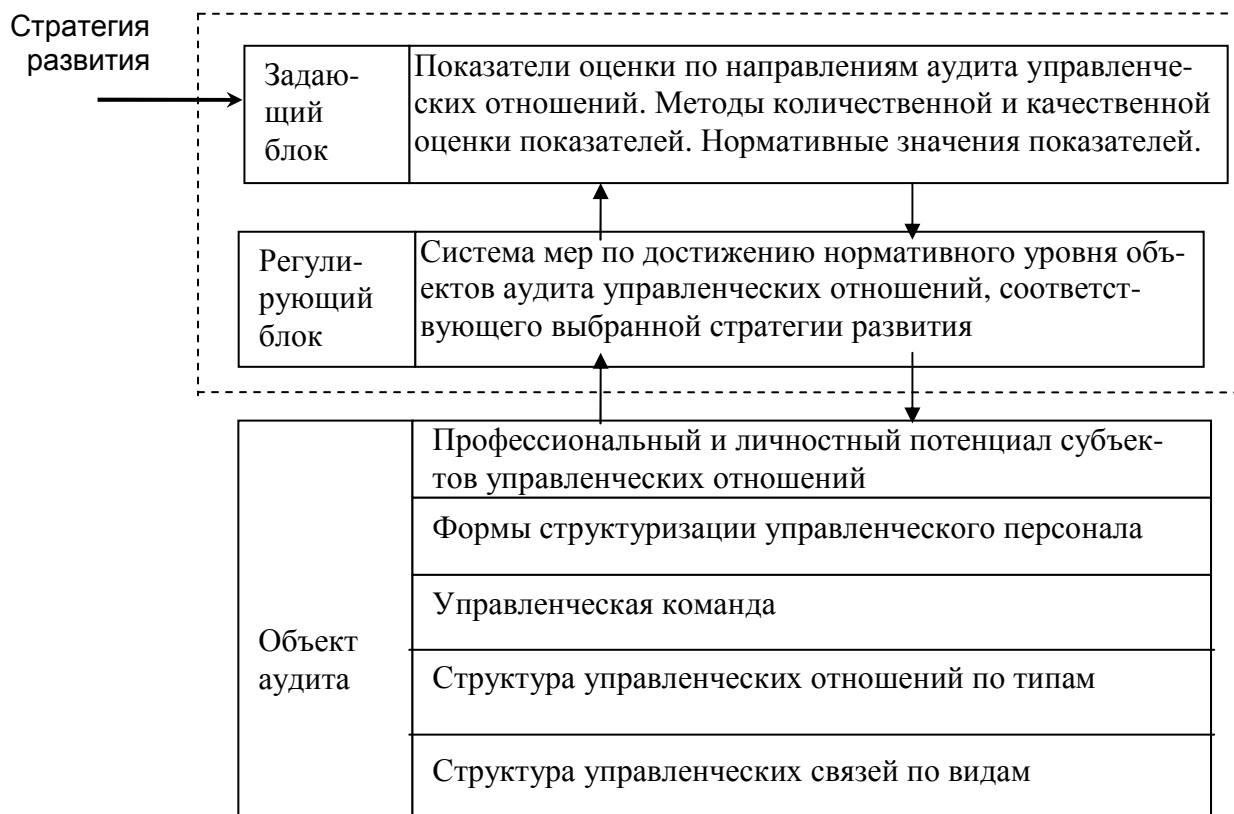 Стратегия
развития
Задаю-
щий
блок
Показатели оценки по направлениям аудита управленче-
ских отношений. Методы количественной и качественной
оценки показателей. Нормативные значения показателей.
Регули-
рующий
блок
Система мер по достижению нормативного уровня объ-
ектов аудита управленческих отношений, соответст-
вующего выбранной стратегии развития
Объект
аудита
Профессиональный и личностный потенциал субъек-
тов управленческих отношений
Формы структуризации управленческого персонала
Управленческая команда
Структура управленческих отношений по типам
Структура управленческих связей по видам